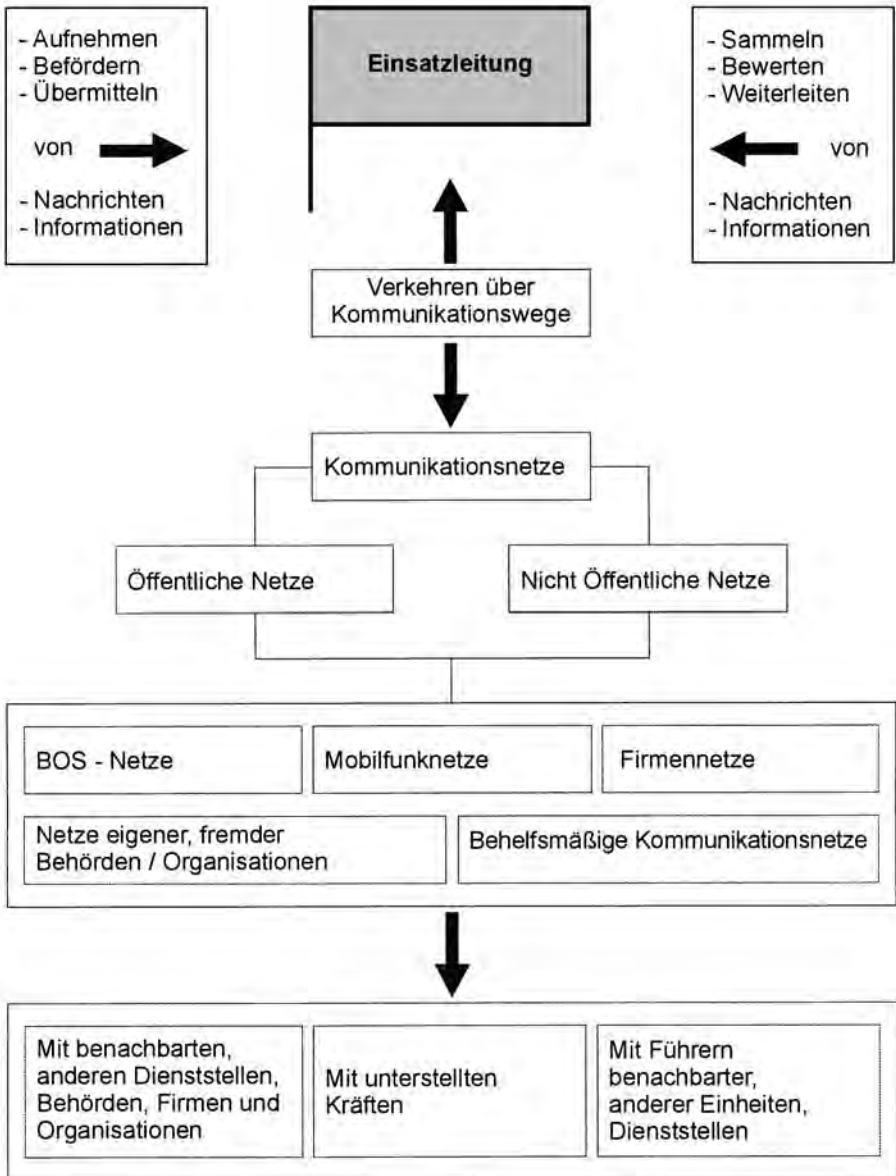 - Aufnehmen
- Befördern
- Übermitteln
von
- Nachrichten
- Informationen
Einsatzleitung
- Sammeln
- Bewerten
- Weiterleiten
von
- Nachrichten
- Informationen
Verkehren über
Kommunikationswege
Kommunikationsnetze
Öffentliche Netze
Nicht Öffentliche Netze
BOS - Netze
Mobilfunknetze
Firmennetze
Netze eigener, fremder
Behörden / Organisationen
Behelfsmäßige Kommunikationsnetze
Mit benachbarten,
anderen Dienststellen,
Behörden, Firmen und
Organisationen
Mit unterstellten
Kräften
Mit Führern
benachbarter,
anderer Einheiten,
Dienststellen